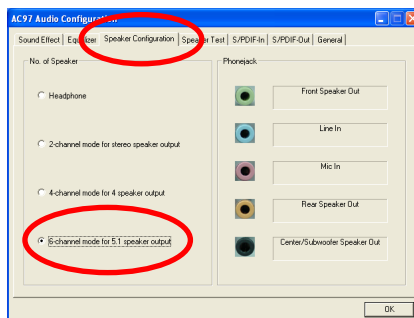 AC97 Audio Configuration
Sound Effect Equalizer Speaker Configuration Speaker Test S/PDIF-In S/PDIF-Out General
No. of Speaker
Headphone
2-channel mode for stereo speaker output
4-channel mode for 4 speaker output
6-channel mode for 5.1 speaker output
Phonejack
Front Speaker Out
Line In
Mic In
Rear Speaker Out
Center/Subwoofer Speaker Out
OK